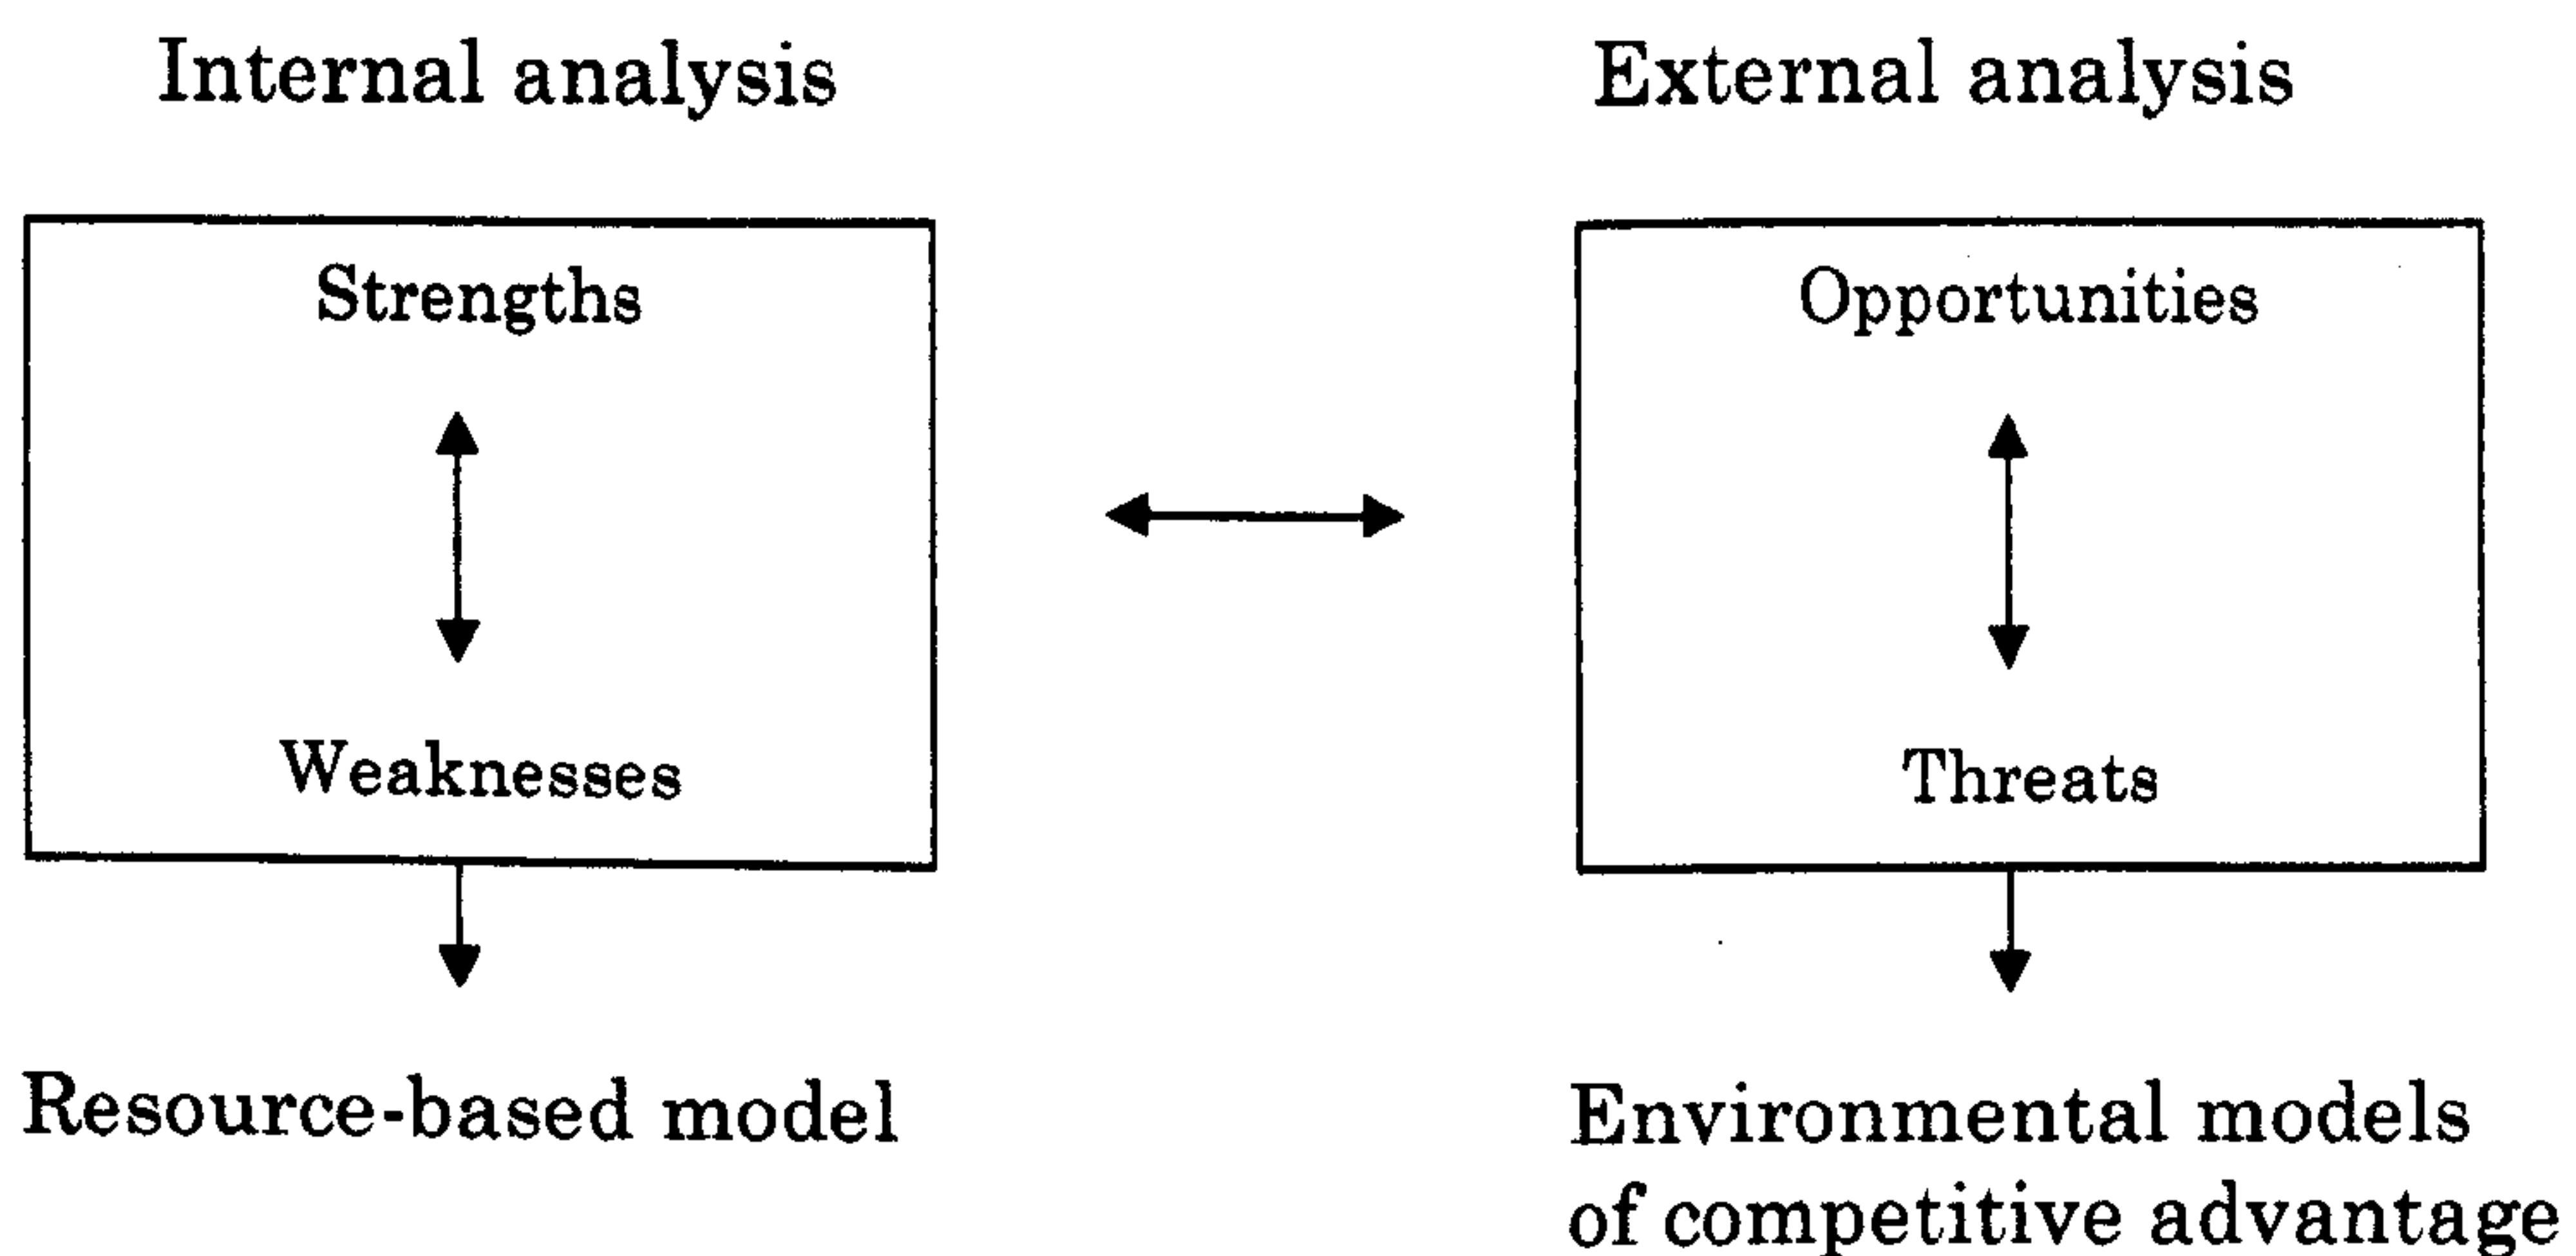 Internal analysis
External analysis
Strengths
Opportunities
Weaknesses
Threats
Resource-based model
Environmental models
of competitive advantage